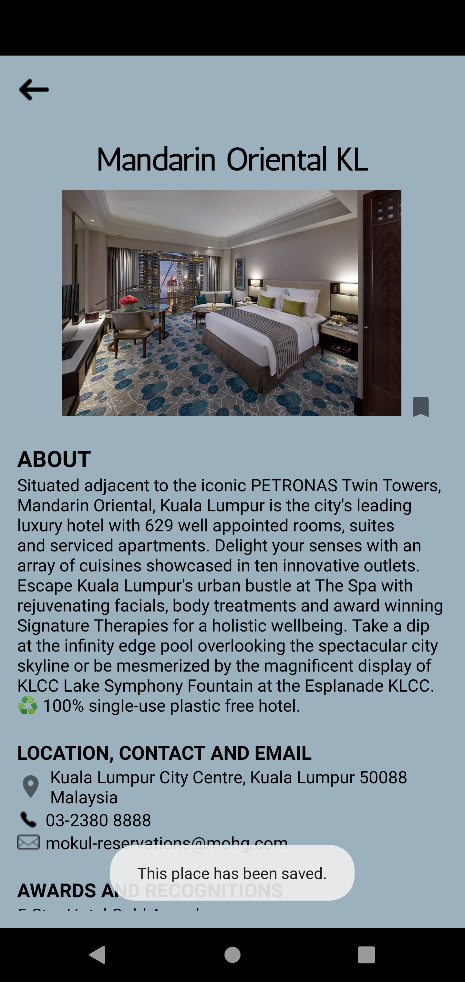 Mandarin Oriental KL
ABOUT
Situated adjacent to the iconic PETRONAS Twin Towers,
Mandarin Oriental, Kuala Lumpur is the city's leading
luxury hotel with 629 well appointed rooms, suites
and serviced apartments. Delight your senses with an
array of cuisines showcased in ten innovative outlets.
Escape Kuala Lumpur's urban bustle at The Spa with
rejuvenating facials, body treatments and award winning
Signature Therapies for a holistic wellbeing. Take a dip
at the infinity edge pool overlooking the spectacular city
skyline or be mesmerized by the magnificent display of
KLCC Lake Symphony Fountain at the Esplanade KLCC.
♻️ 100% single-use plastic free hotel.
LOCATION, CONTACT AND EMAIL
Kuala Lumpur City Centre, Kuala Lumpur 50088
Malaysia
03-2380 8888
mokul-reservations@mohg.com
This place has been saved.
AWARDS AND RECOGNITIONS